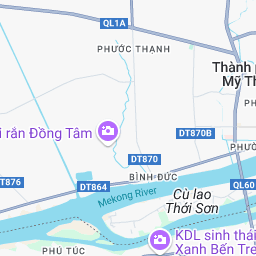 QL1A
PHƯỚC THẠNH
Thành
Mỹ Th
i rắn Đồng Tâm
DT870B
PHƯỜ
DT870
BÌNH ĐỨC
DT876
DT864
QL60
Mekong River
Cù lao
Thới Sơn
PHÚ TÚC
KDL sinh thái
Xanh Bến Tre